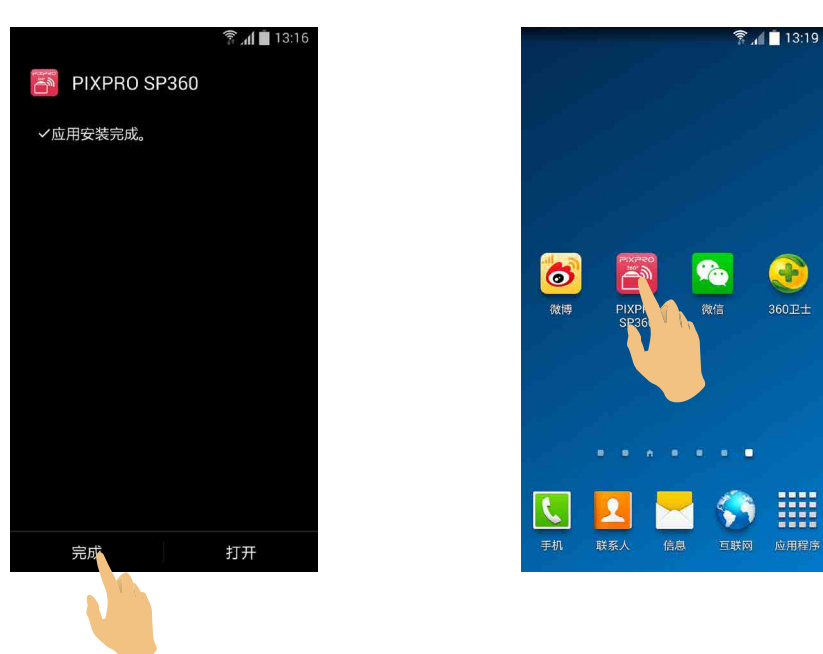 13:16
PIXPRO SP360
✓应用安装完成。
完成
打开
13:19
PIXPRO
360°
微博
微信
360卫士
手机
联系人
信息
互联网
应用程序